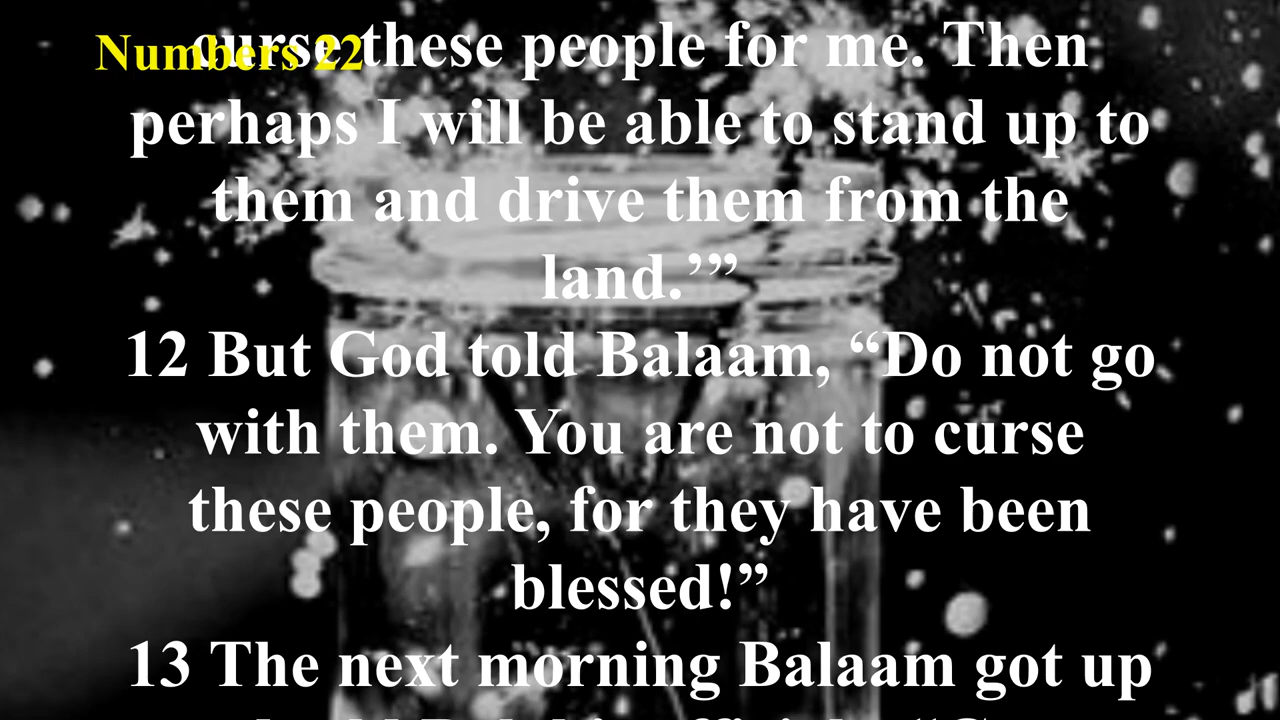 Numbers 22
curse these people for me. Then
perhaps I will be able to stand up to
them and drive them from the
land.’”
12 But God told Balaam, “Do not go
with them. You are not to curse
these people, for they have been
blessed!”
13 The next morning Balaam got up